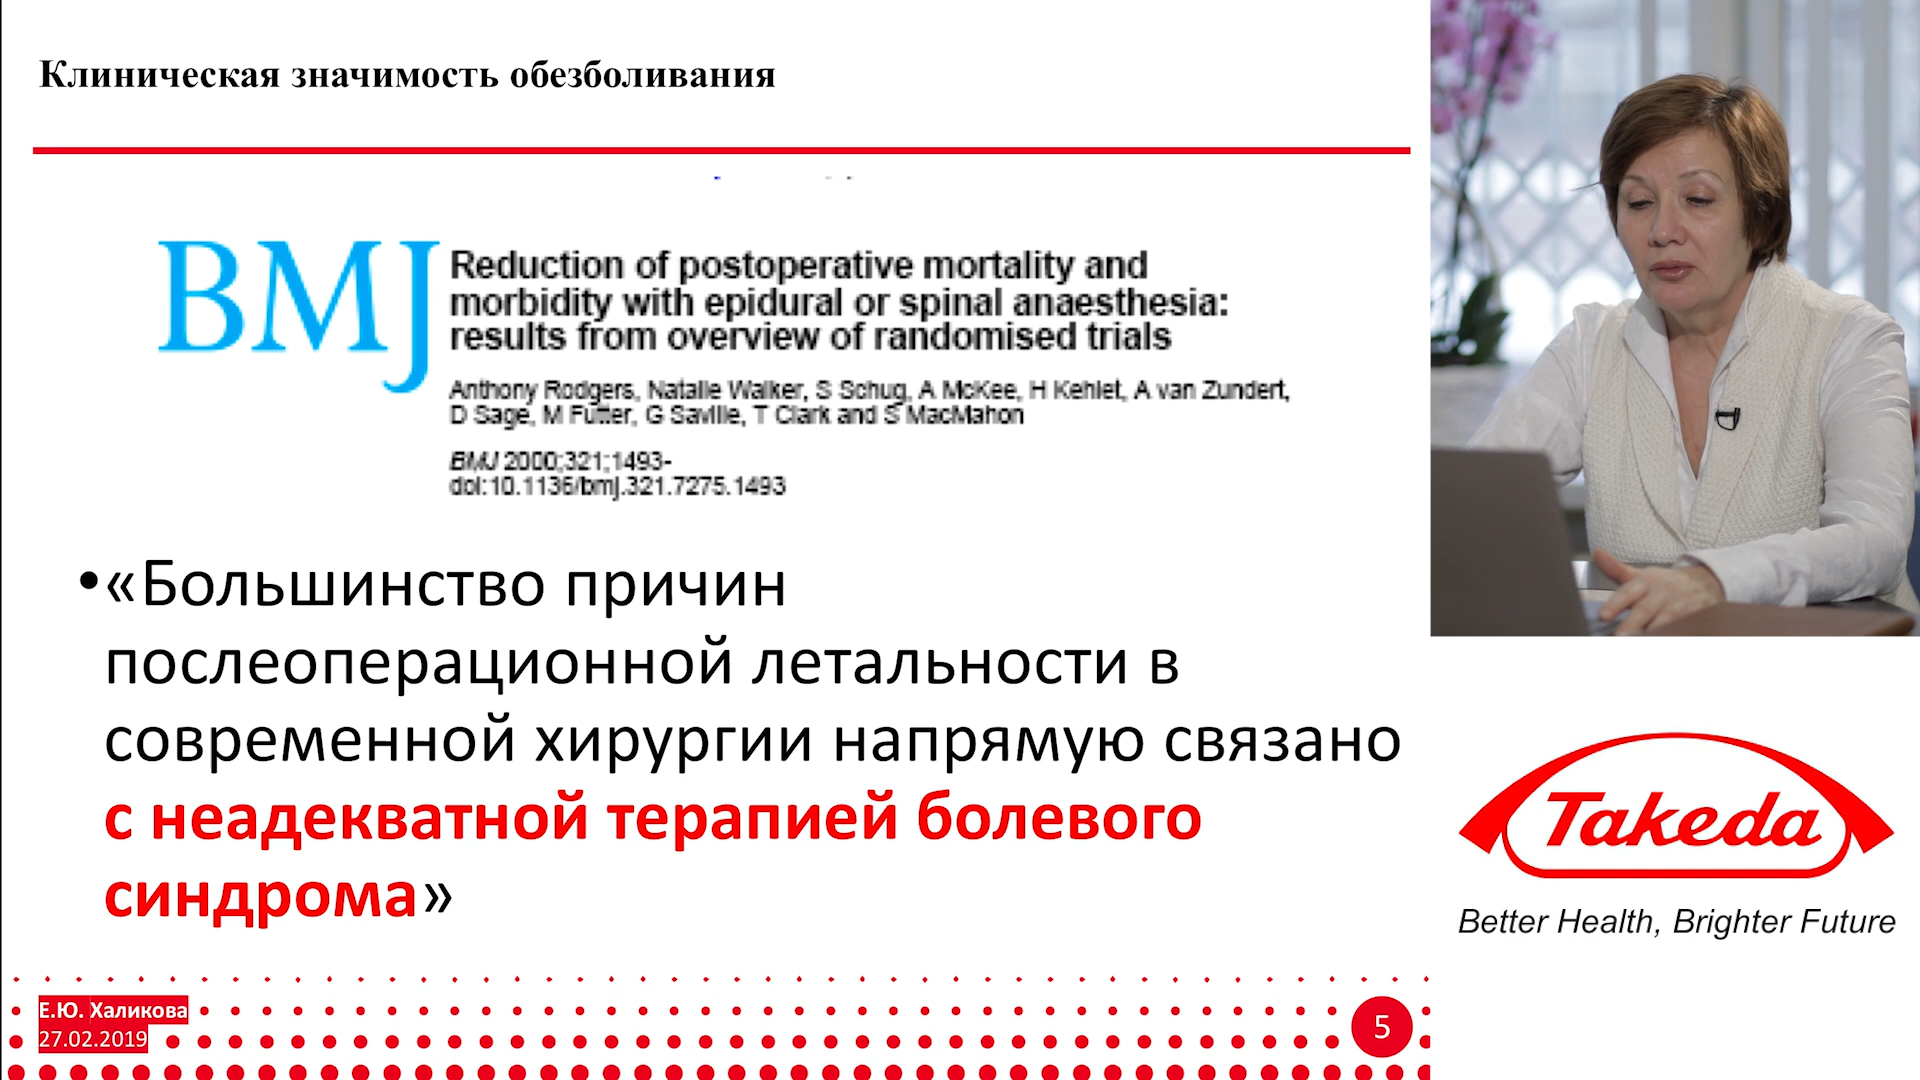 Клиническая значимость обезболивания
BMJ
Reduction of postoperative mortality and
morbidity with epidural or spinal anaesthesia:
results from overview of randomised trials
Anthony Rodgers, Natalie Walker, S Schug, A McKee, H Kehlet, A van Zundert,
D Sage, M Futter, G Saville, T Clark and S MacMahon
BMJ 2000;321;1493-
doi:10.1136/bmj.321.7275.1493
•«Большинство причин
послеоперационной летальности в
современной хирургии напрямую связано
с неадекватной терапией болевого
синдрома»
Takeda
Better Health, Brighter Future
Е.Ю. Халикова
27.02.2019
5